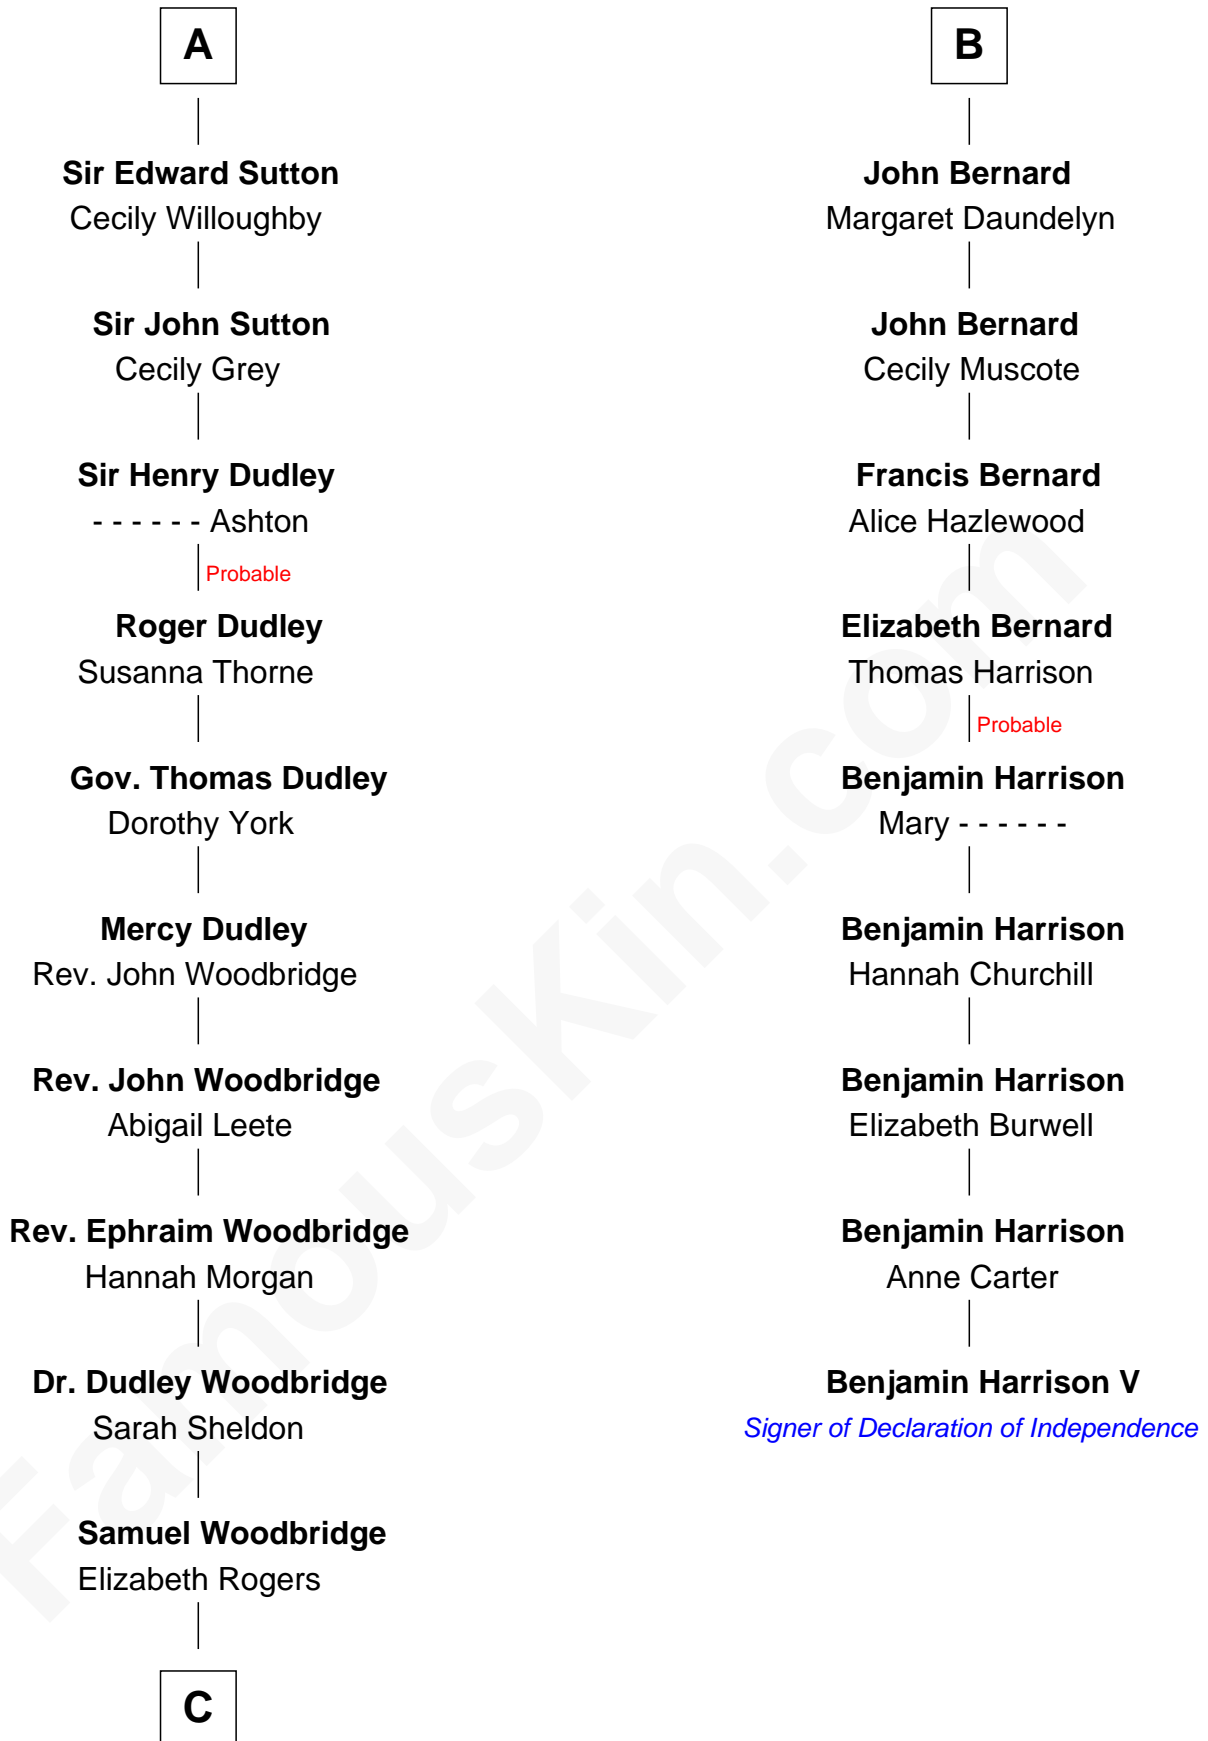 A
Sir Edward Sutton
Cecily Willoughby
Sir John Sutton
Cecily Grey
Sir Henry Dudley
- - - - - - Ashton
Probable
Roger Dudley
Susanna Thorne
Gov. Thomas Dudley
Dorothy York
Mercy Dudley
Rev. John Woodbridge
Rev. John Woodbridge
Abigail Leete
Rev. Ephraim Woodbridge
Hannah Morgan
Dr. Dudley Woodbridge
Sarah Sheldon
Samuel Woodbridge
Elizabeth Rogers
C
B
John Bernard
Margaret Daundelyn
John Bernard
Cecily Muscote
Francis Bernard
Alice Hazlewood
Elizabeth Bernard
Thomas Harrison
Probable
Benjamin Harrison
Mary - - - - - -
Benjamin Harrison
Hannah Churchill
Benjamin Harrison
Elizabeth Burwell
Benjamin Harrison
Anne Carter
Benjamin Harrison V
Signer of Declaration of Independence
FamousKin.com